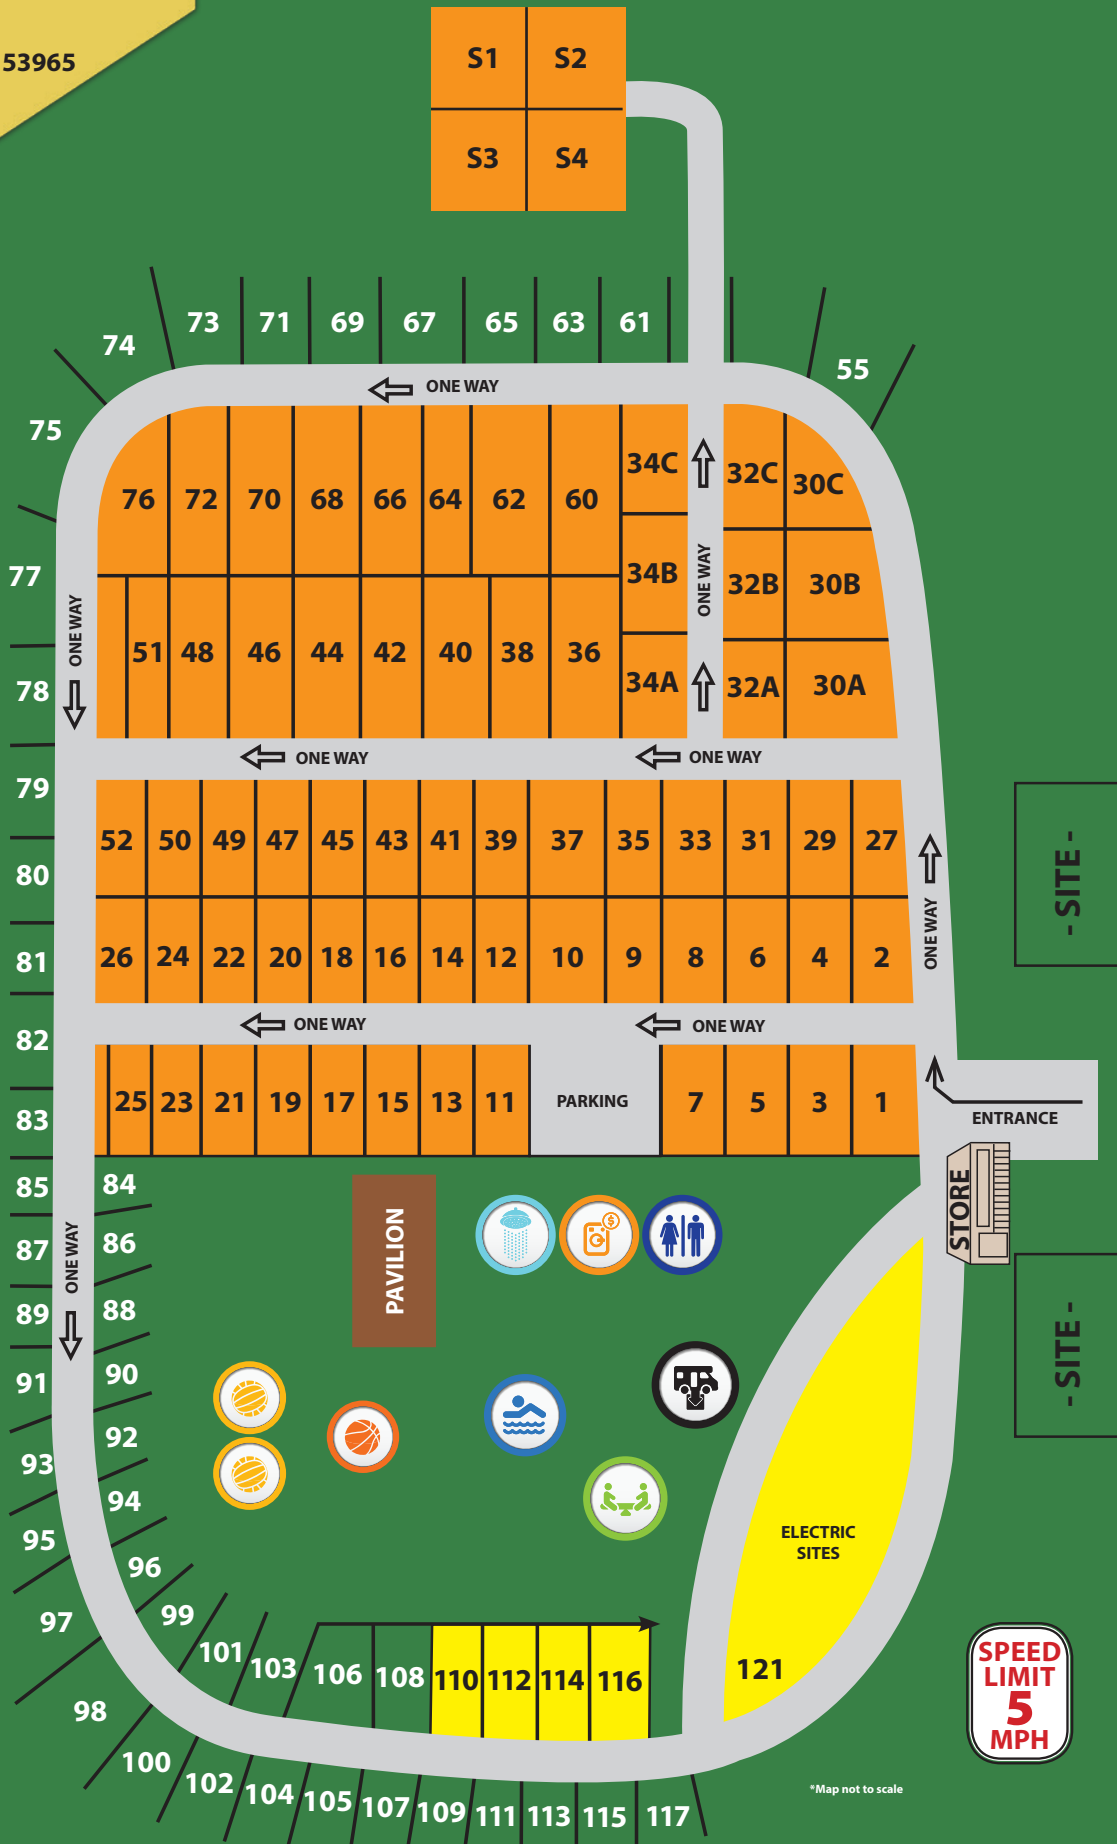 53965
S1 S2
S3 S4
73 71 69 67 65 63 61
74
55
ONE WAY
75
34C
32C
30C
76 72 70 68 66 64 62 60
77
34B
ONE WAY
32B
30B
ONE WAY
51 48 46 44 42 40 38 36
78
34A
32A
30A
ONE WAY
ONE WAY
79
52 50 49 47 45 43 41 39 37 35 33 31 29 27
80
- SITE -
ONE WAY
81
26 24 22 20 18 16 14 12 10 9 8 6 4 2
ONE WAY
ONE WAY
82
25 23 21 19 17 15 13 11
PARKING
7 5 3 1
83
ENTRANCE
85 84
STORE
87 86
ONE WAY
PAVILION
$
89 88
91 90
- SITE -
93 92
95 94
ELECTRIC
SITES
96
97
99
101
103
106 108 110 112 114 116
121
98
100
102
104
105
107
109
111
113
115
117
SPEED
LIMIT
5
MPH
*Map not to scale